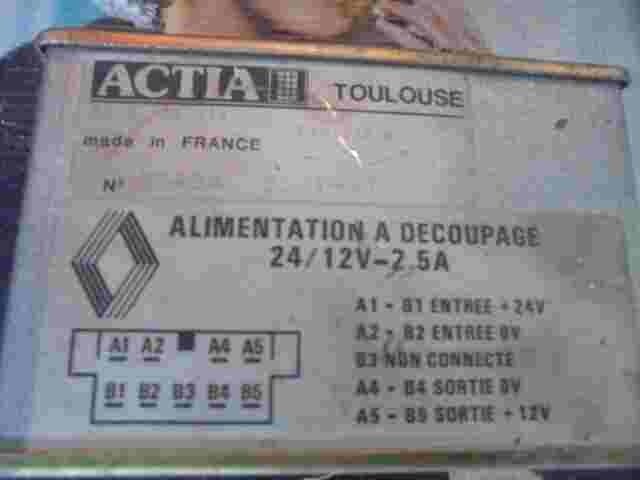 ACTIA TOULOUSE
made in FRANCE
N°
ALIMENTATION A DECOUPAGE
24/12V-2.5A
A1 - B1 ENTREE + 24V
A2 - B2 ENTREE 0V
B3 NON CONNECTE
A4 - B4 SORTIE 0V
A5 - B5 SORTIE + 12V
A1 A2 A4 A5
B1 B2 B3 B4 B5